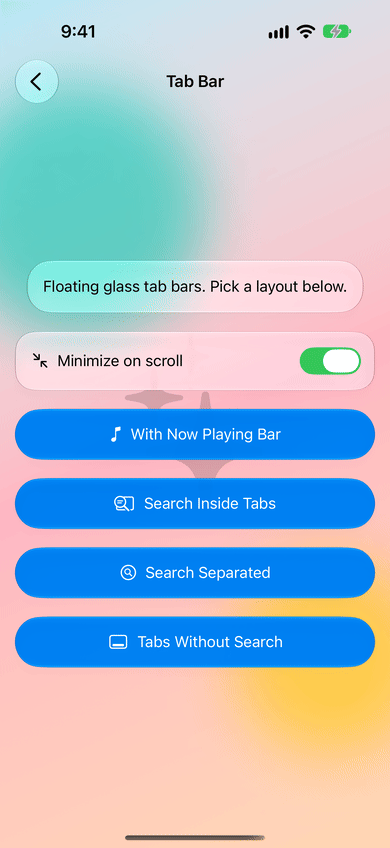 9:41
Tab Bar
Floating glass tab bars. Pick a layout below.
Minimize on scroll
With Now Playing Bar
Search Inside Tabs
Search Separated
Tabs Without Search